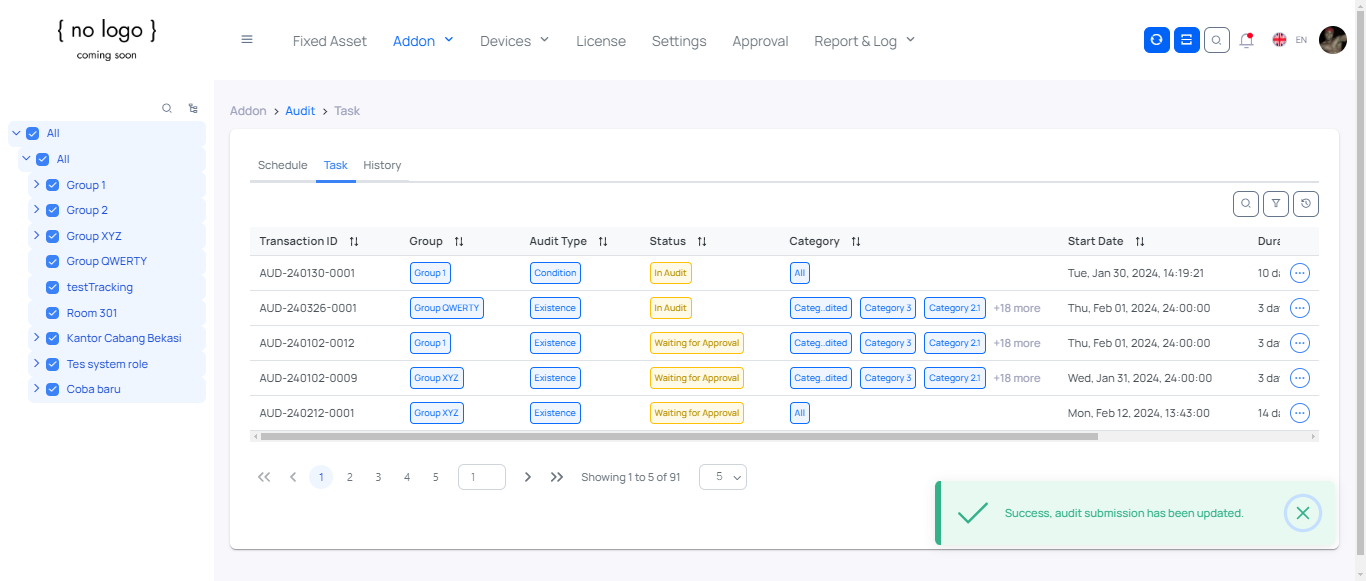 { no logo }
coming soon
Fixed Asset Addon Devices License Settings Approval Report & Log EN
Addon > Audit > Task
All
All
Group 1
Group 2
Group XYZ
Group QWERTY
testTracking
Room 301
Kantor Cabang Bekasi
Tes system role
Coba baru
Schedule Task History
Transaction ID Group Audit Type Status Category Start Date Dura
AUD-240130-0001 Group 1 Condition In Audit All Tue, Jan 30, 2024, 14:19:21 10 da
AUD-240326-0001 Group QWERTY Existence In Audit Categ...dited Category 3 Category 2.1 +18 more Thu, Feb 01, 2024, 24:00:00 3 da
AUD-240102-0012 Group 1 Existence Waiting for Approval Categ...dited Category 3 Category 2.1 +18 more Thu, Feb 01, 2024, 24:00:00 3 da
AUD-240102-0009 Group XYZ Existence Waiting for Approval Categ...dited Category 3 Category 2.1 +18 more Wed, Jan 31, 2024, 24:00:00 3 da
AUD-240212-0001 Group XYZ Existence Waiting for Approval All Mon, Feb 12, 2024, 13:43:00 14 da
1 2 3 4 5 1 Showing 1 to 5 of 91 5
Success, audit submission has been updated.